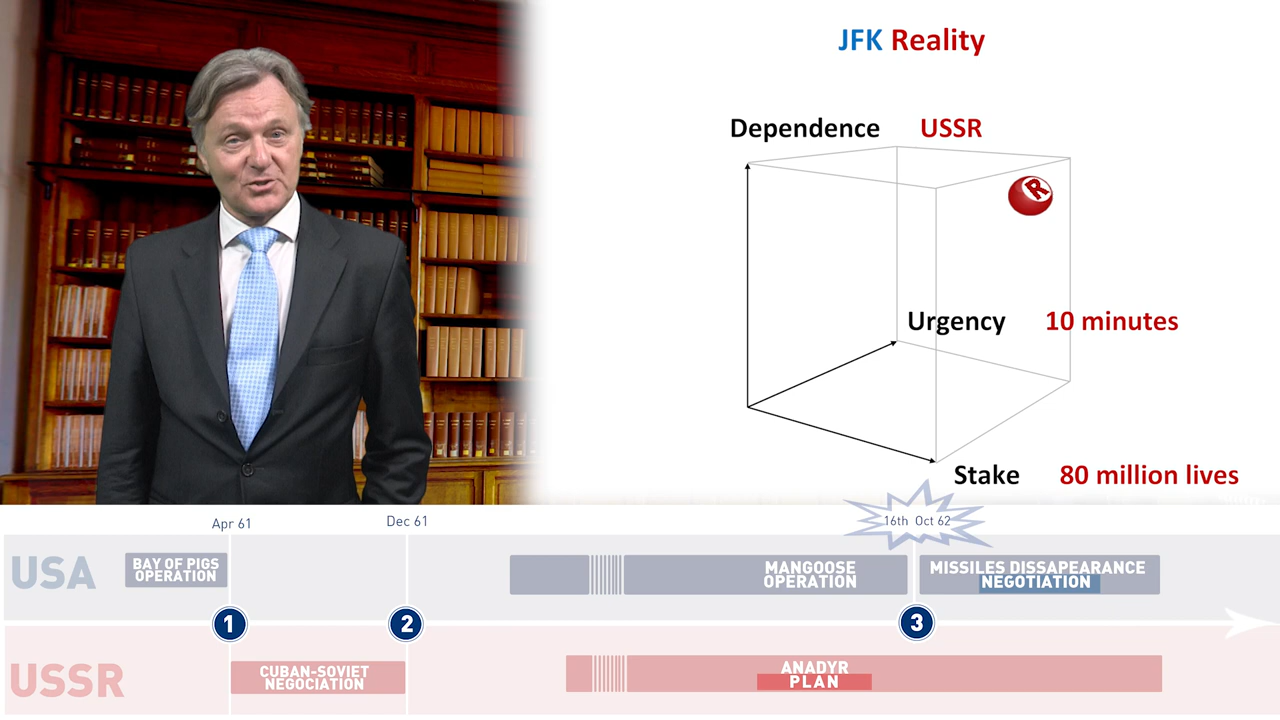 JFK Reality
Dependence USSR
R
Urgency 10 minutes
Stake 80 million lives
Apr 61
Dec 61
16th Oct 62
USA
BAY OF PIGS
OPERATION
MANGOOSE
OPERATION
MISSILES DISSAPEARANCE
NEGOTIATION
1
2
3
USSR
CUBAN-SOVIET
NEGOCIATION
ANADYR
PLAN